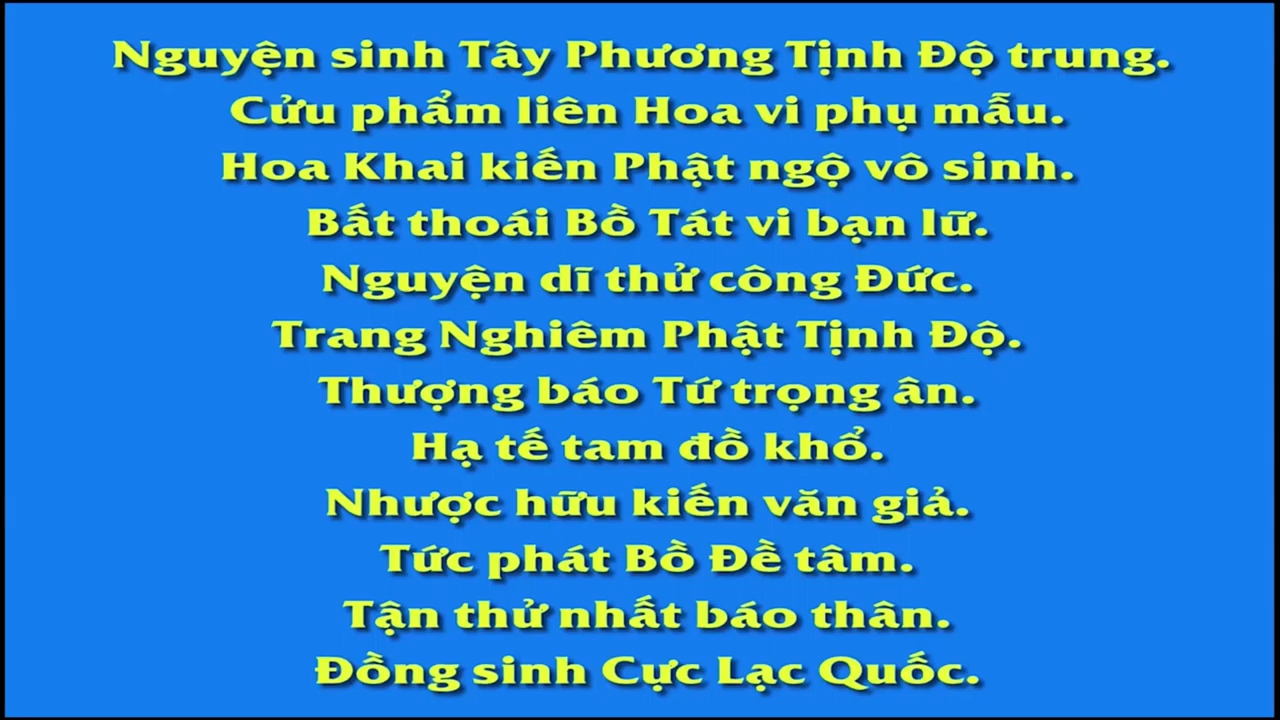 Nguyện sinh Tây Phương Tịnh Độ trung.
Cửu phẩm liên Hoa vi phụ mẫu.
Hoa Khai kiến Phật ngộ vô sinh.
Bất thoái Bồ Tát vi bạn lữ.
Nguyện dĩ thử công Đức.
Trang Nghiêm Phật Tịnh Độ.
Thượng báo Tứ trọng ân.
Hạ tế tam đồ khổ.
Nhược hữu kiến văn giả.
Tức phát Bồ Đề tâm.
Tận thử nhất báo thân.
Đồng sinh Cực Lạc Quốc.